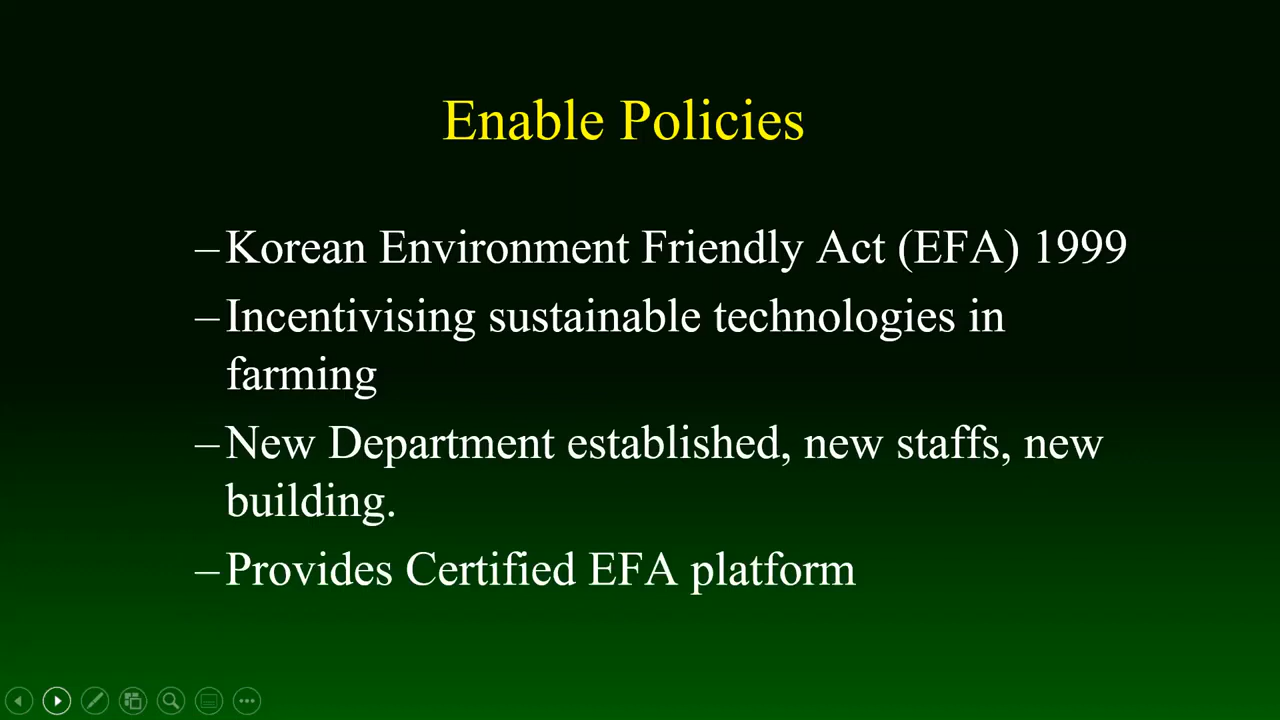 Enable Policies
–Korean Environment Friendly Act (EFA) 1999
–Incentivising sustainable technologies in
farming
–New Department established, new staffs, new
building.
–Provides Certified EFA platform